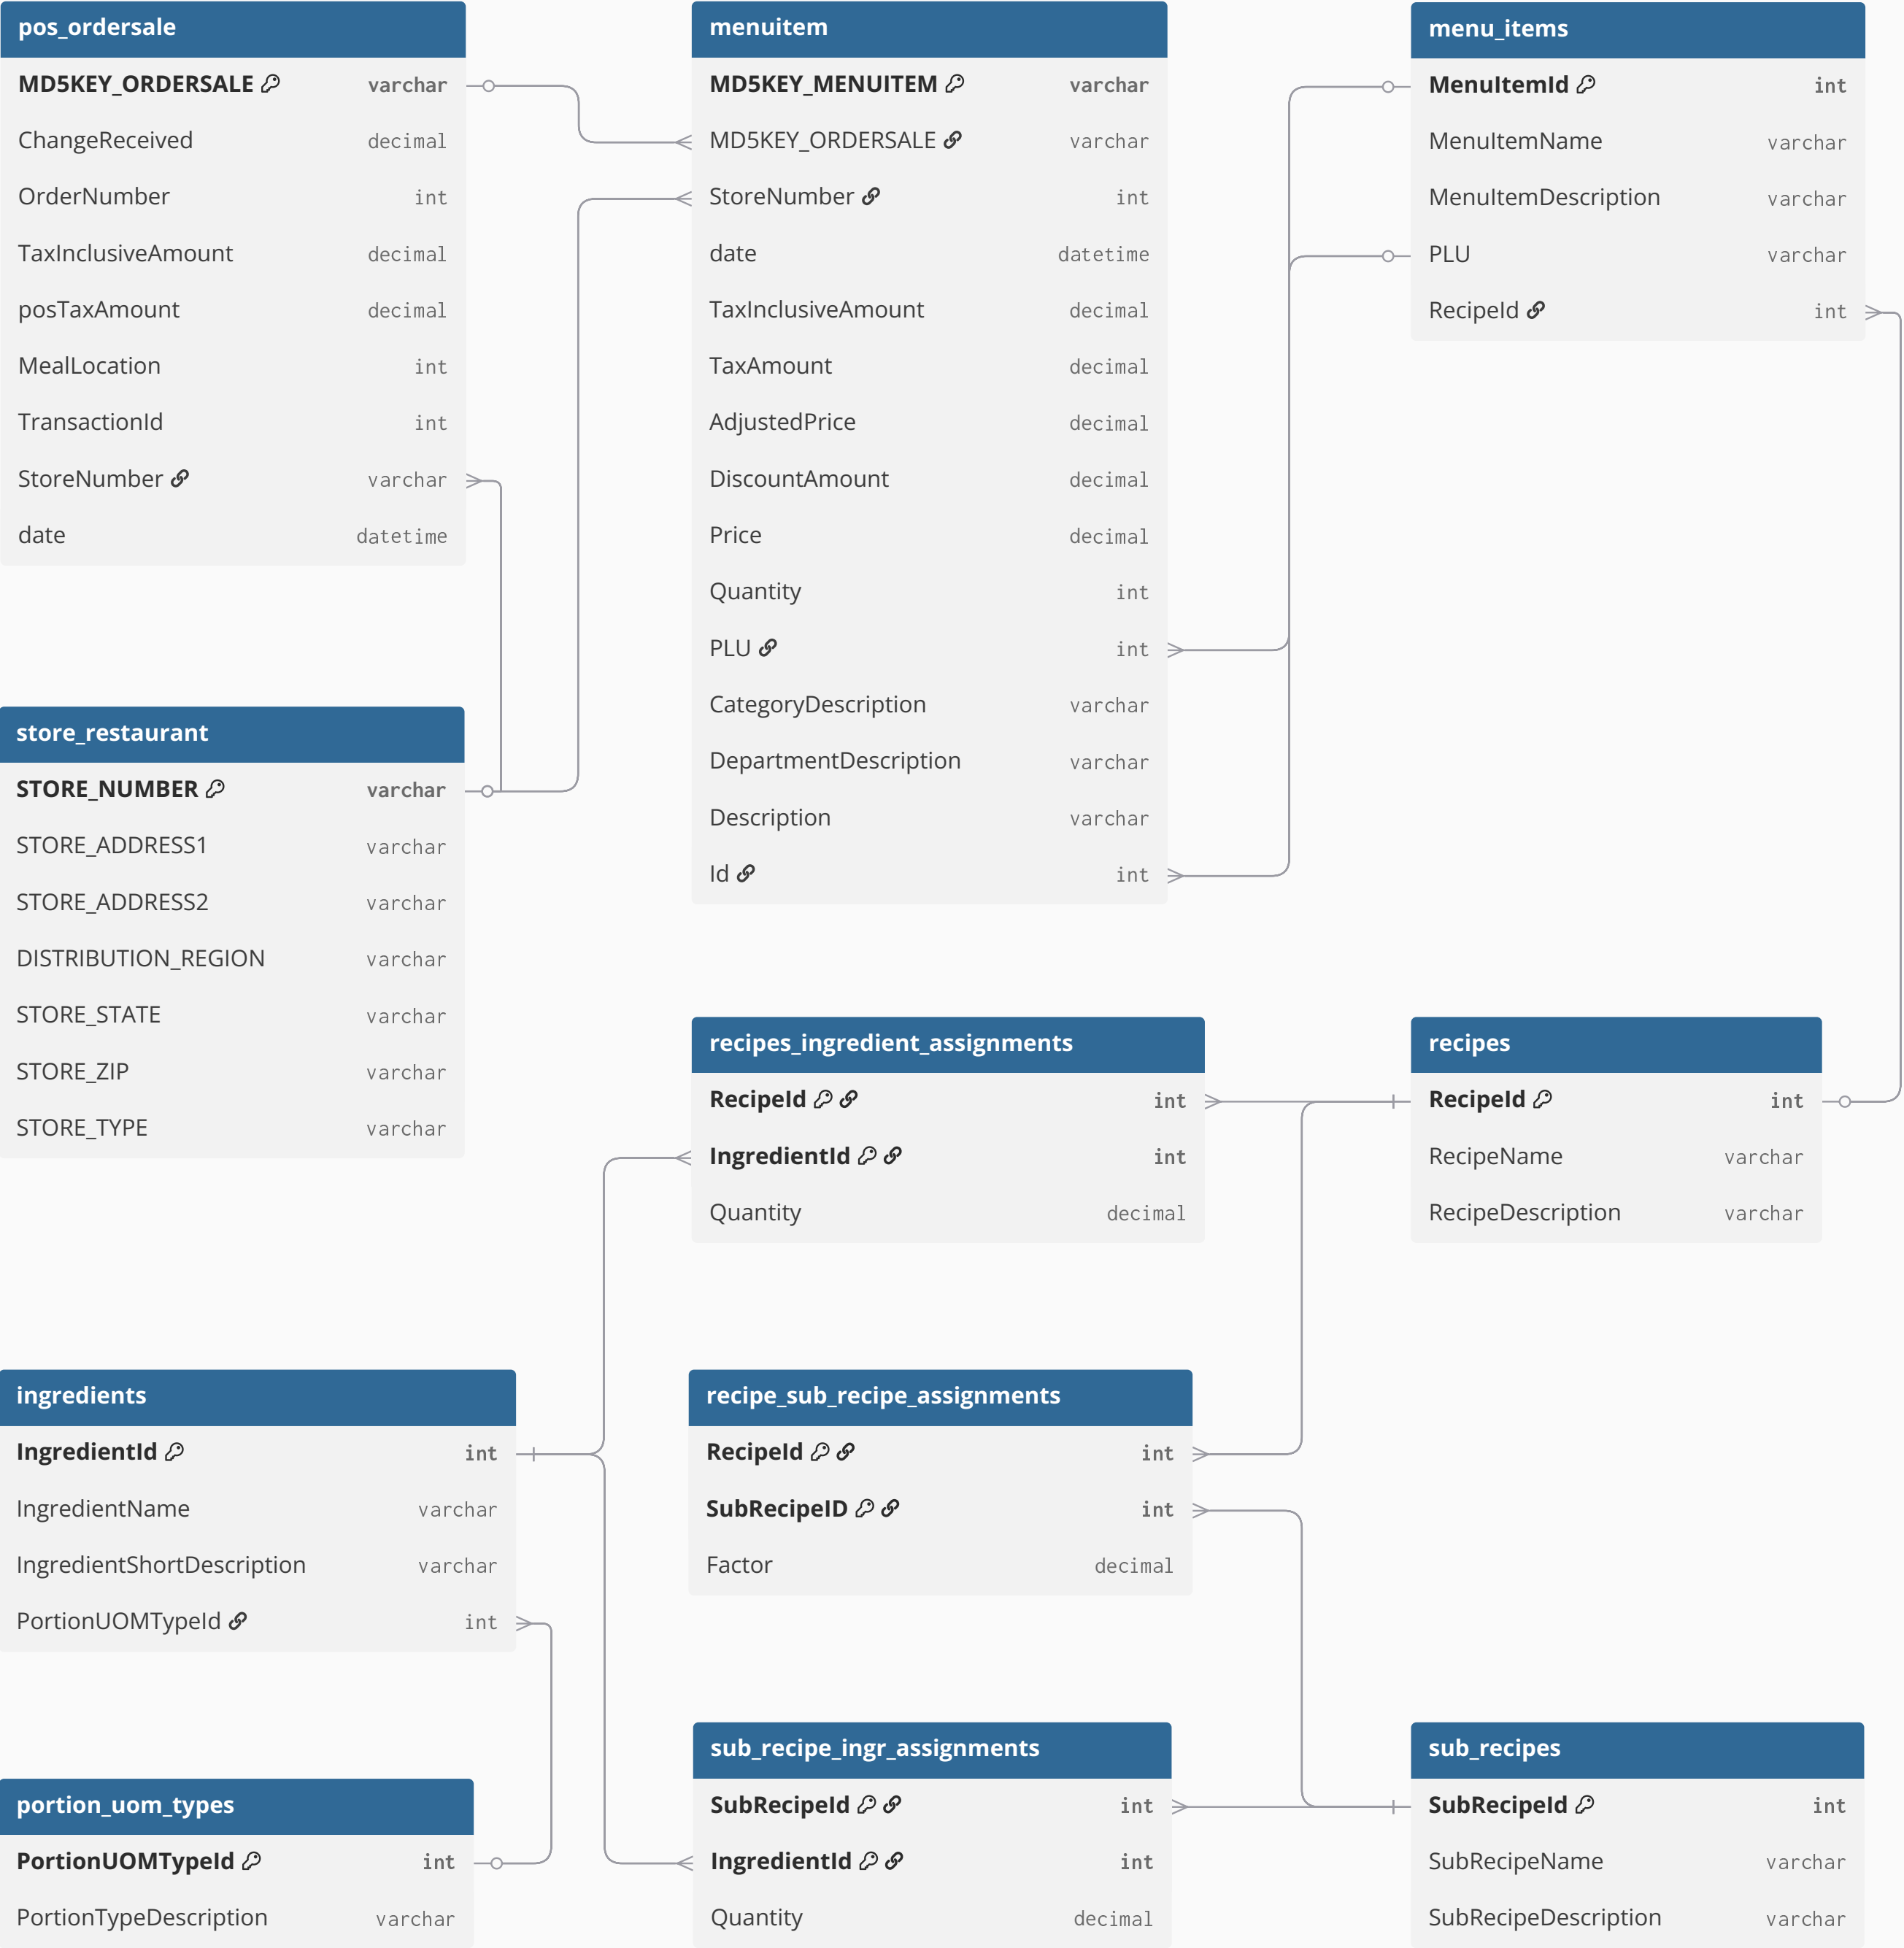 pos_ordersale
MD5KEY_ORDERSALE varchar
ChangeReceived decimal
OrderNumber int
TaxInclusiveAmount decimal
posTaxAmount decimal
MealLocation int
TransactionId int
StoreNumber varchar
date datetime
menuitem
MD5KEY_MENUITEM varchar
MD5KEY_ORDERSALE varchar
StoreNumber int
date datetime
TaxInclusiveAmount decimal
TaxAmount decimal
AdjustedPrice decimal
DiscountAmount decimal
Price decimal
Quantity int
PLU int
CategoryDescription varchar
DepartmentDescription varchar
Description varchar
Id int
menu_items
MenuItemId int
MenuItemName varchar
MenuItemDescription varchar
PLU varchar
RecipeId int
store_restaurant
STORE_NUMBER varchar
STORE_ADDRESS1 varchar
STORE_ADDRESS2 varchar
DISTRIBUTION_REGION varchar
STORE_STATE varchar
STORE_ZIP varchar
STORE_TYPE varchar
recipes_ingredient_assignments
RecipeId int
IngredientId int
Quantity decimal
recipes
RecipeId int
RecipeName varchar
RecipeDescription varchar
ingredients
IngredientId int
IngredientName varchar
IngredientShortDescription varchar
PortionUOMTypeId int
recipe_sub_recipe_assignments
RecipeId int
SubRecipeID int
Factor decimal
portion_uom_types
PortionUOMTypeId int
PortionTypeDescription varchar
sub_recipe_ingr_assignments
SubRecipeId int
IngredientId int
Quantity decimal
sub_recipes
SubRecipeId int
SubRecipeName varchar
SubRecipeDescription varchar